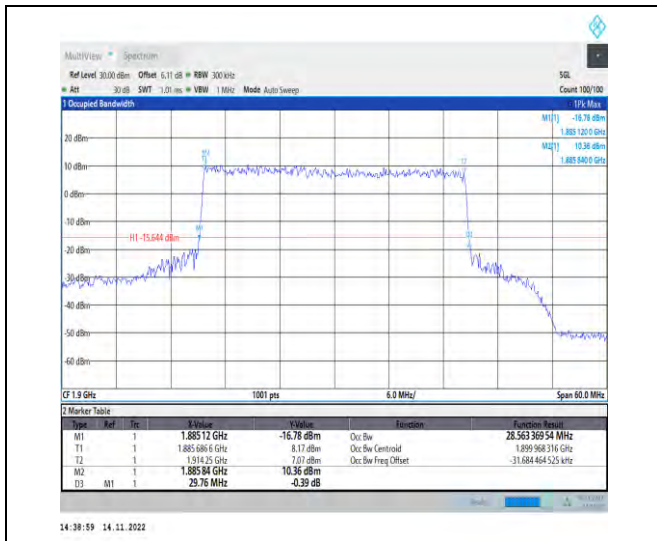 MultiView Spectrum
Ref Level 30.00 dBm Offset 6.11 dB RBW 300 kHz SGL
Att 30 dB SWT 1.01 ms VBW 1 MHz Mode Auto Sweep Count 100/100
1 Occupied Bandwidth 1Pk Max
M1[1] -16.78 dBm
1.885 120 0 GHz
M2[1] 10.36 dBm
1.885 840 0 GHz
20 dBm
10 dBm
0 dBm
-10 dBm
H1 -15.644 dBm
-20 dBm
-30 dBm
-40 dBm
-50 dBm
-60 dBm
CF 1.9 GHz 1001 pts 6.0 MHz/ Span 60.0 MHz
2 Marker Table
Type Ref Trc X-Value Y-Value Function Function Result
M1 1 1.885 12 GHz -16.78 dBm Occ Bw 28.563 369 54 MHz
T1 1 1.885 686 6 GHz 8.17 dBm Occ Bw Centroid 1.899 968 316 GHz
T2 1 1.914 25 GHz 7.07 dBm Occ Bw Freq Offset -31.684 464 525 kHz
M2 1 1.885 84 GHz 10.36 dBm
D3 M1 1 29.76 MHz -0.39 dB
14:38:59 14.11.2022